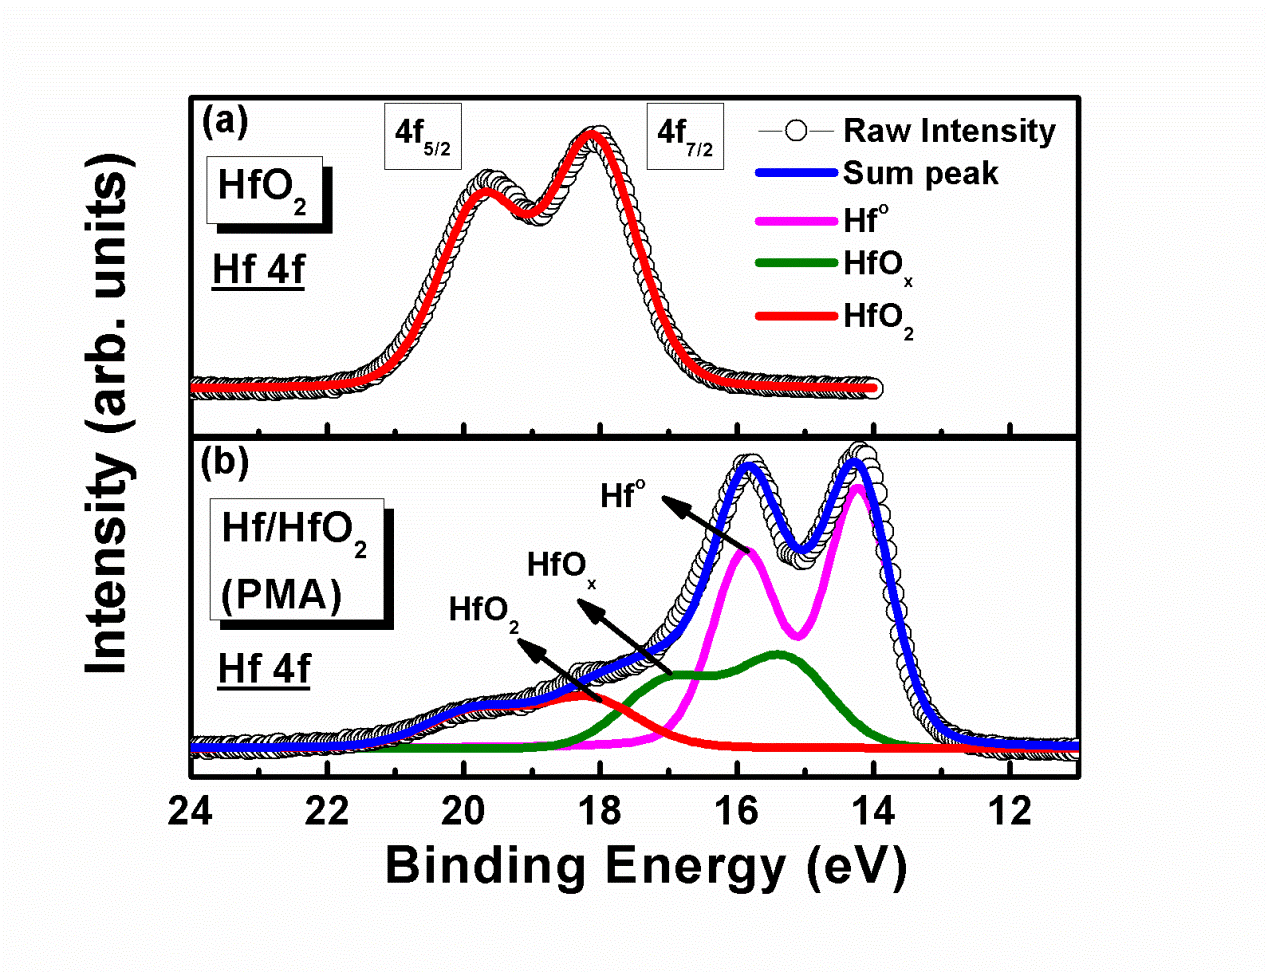 (a)
4f5/2
4f7/2
HfO2
Hf 4f
Raw Intensity
Sum peak
Hf°
HfOx
HfO2
(b)
Hf/HfO2
(PMA)
Hf 4f
Hf°
HfOx
HfO2
24 22 20 18 16 14 12
Binding Energy (eV)
Intensity (arb. units)